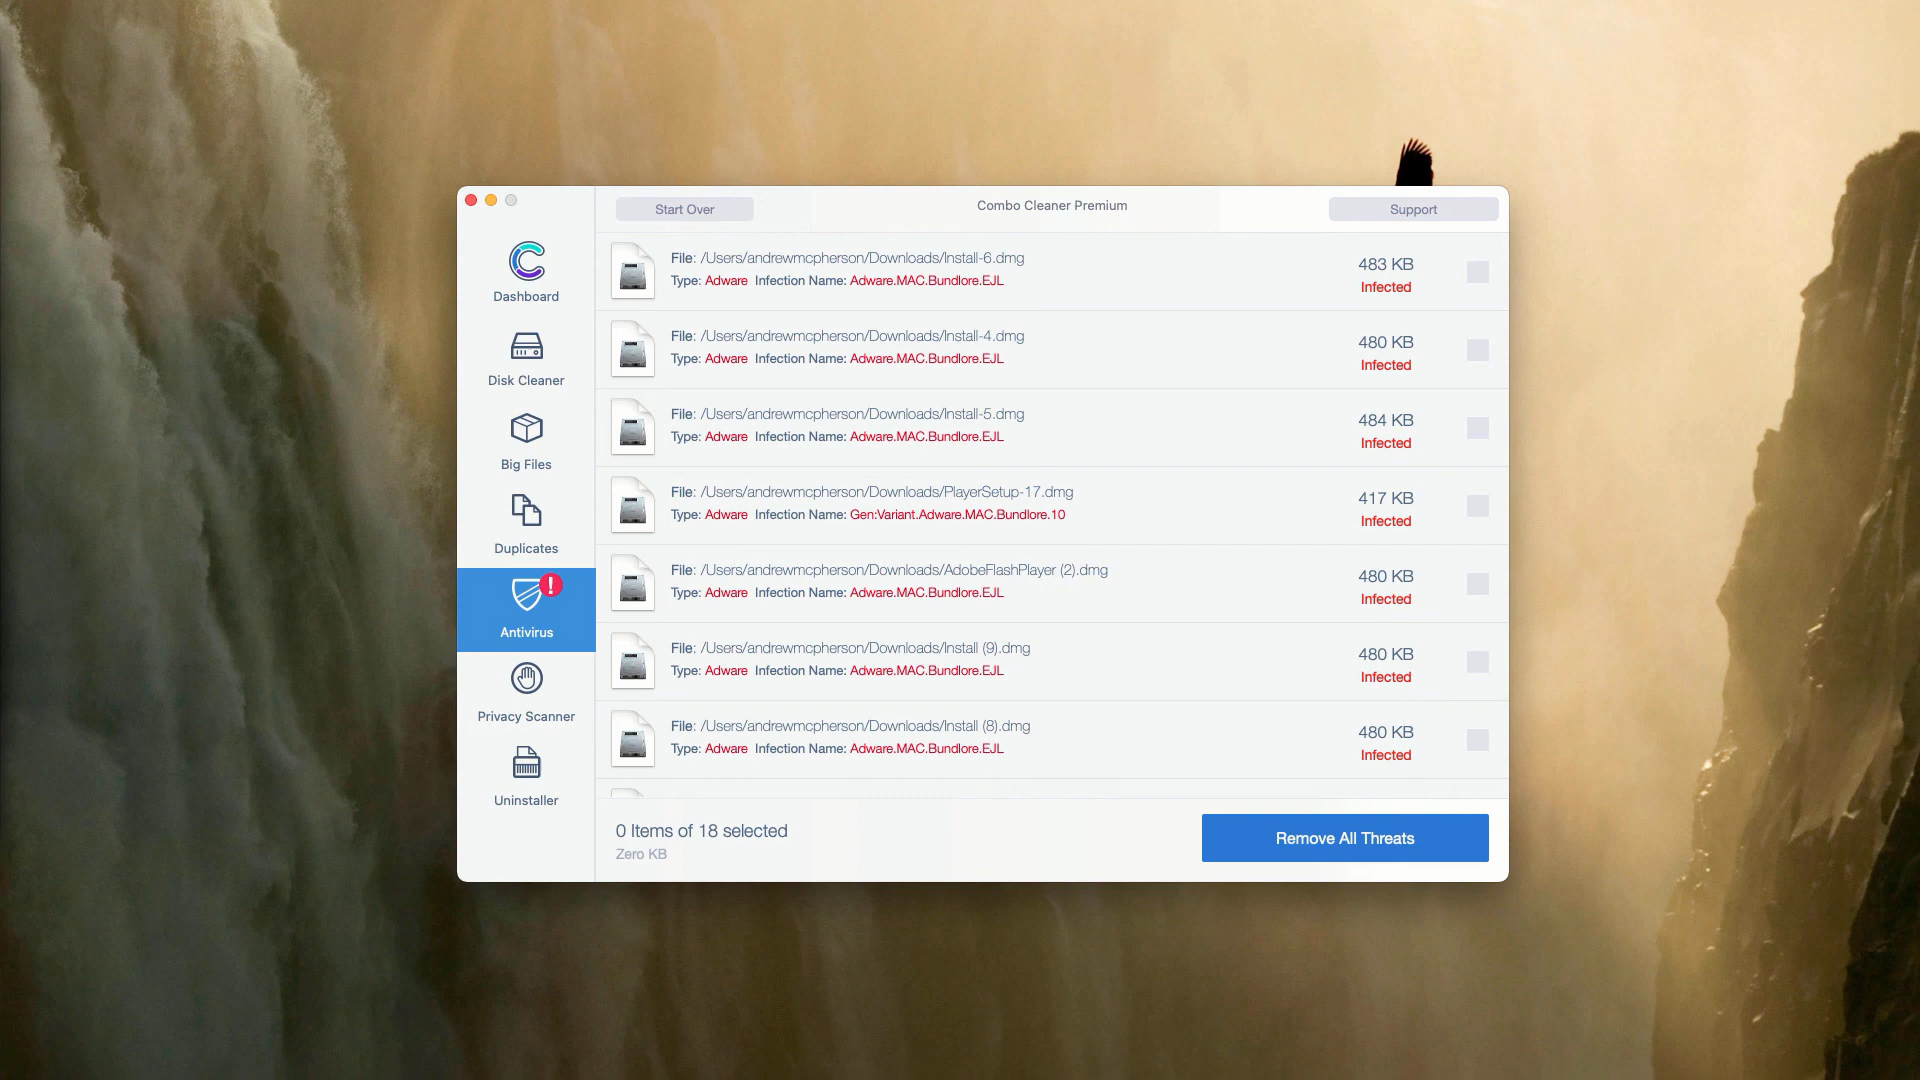 Start Over
Combo Cleaner Premium
Support
Dashboard
Disk Cleaner
Big Files
Duplicates
Antivirus
Privacy Scanner
Uninstaller
File: /Users/andrewmcpherson/Downloads/Install-6.dmg
Type: Adware Infection Name: Adware.MAC.Bundlore.EJL
483 KB
Infected
File: /Users/andrewmcpherson/Downloads/Install-4.dmg
Type: Adware Infection Name: Adware.MAC.Bundlore.EJL
480 KB
Infected
File: /Users/andrewmcpherson/Downloads/Install-5.dmg
Type: Adware Infection Name: Adware.MAC.Bundlore.EJL
484 KB
Infected
File: /Users/andrewmcpherson/Downloads/PlayerSetup-17.dmg
Type: Adware Infection Name: Gen:Variant.Adware.MAC.Bundlore.10
417 KB
Infected
File: /Users/andrewmcpherson/Downloads/AdobeFlashPlayer (2).dmg
Type: Adware Infection Name: Adware.MAC.Bundlore.EJL
480 KB
Infected
File: /Users/andrewmcpherson/Downloads/Install (9).dmg
Type: Adware Infection Name: Adware.MAC.Bundlore.EJL
480 KB
Infected
File: /Users/andrewmcpherson/Downloads/Install (8).dmg
Type: Adware Infection Name: Adware.MAC.Bundlore.EJL
480 KB
Infected
0 Items of 18 selected
Zero KB
Remove All Threats